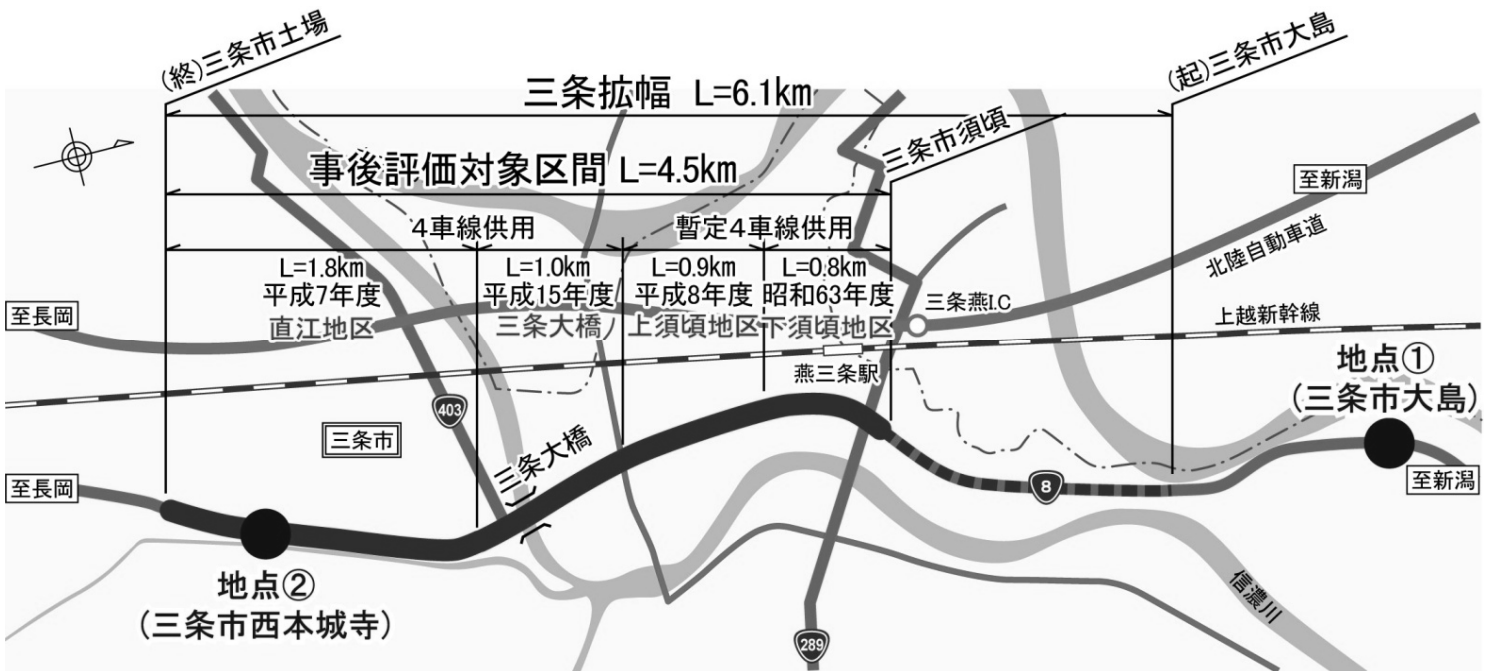 (終)三条市土場
(起)三条市大島
三条拡幅 L=6.1km
三条市須頃
事後評価対象区間 L=4.5km
至新潟
4車線供用
暫定4車線供用
北陸自動車道
L=1.8km
平成7年度
直江地区
L=1.0km
平成15年度
三条大橋
L=0.9km
平成8年度
上須頃地区
L=0.8km
昭和63年度
下須頃地区
三条燕I.C
至長岡
上越新幹線
燕三条駅
地点①
(三条市大島)
403
三条市
三条大橋
至長岡
8
至新潟
地点②
(三条市西本城寺)
信濃川
289